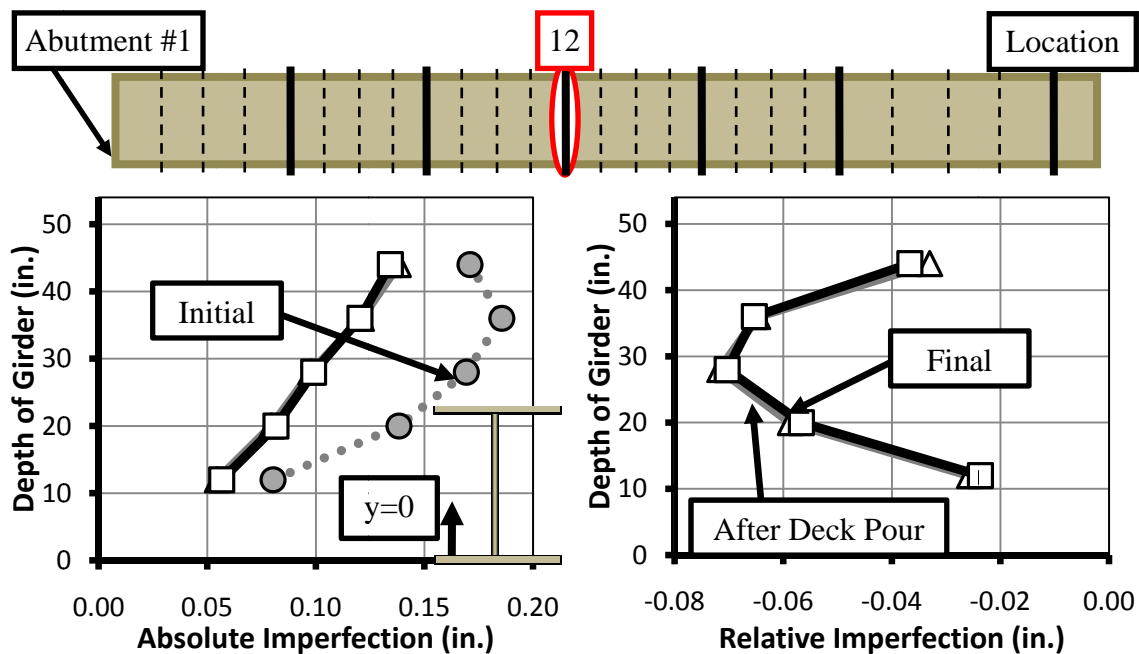 Abutment #1
12
Location
Depth of Girder (in.)
50
40
30
20
10
0
Initial
y=0
0.00 0.05 0.10 0.15 0.20
Absolute Imperfection (in.)
Depth of Girder (in.)
50
40
30
20
10
0
Final
After Deck Pour
-0.08 -0.06 -0.04 -0.02 0.00
Relative Imperfection (in.)